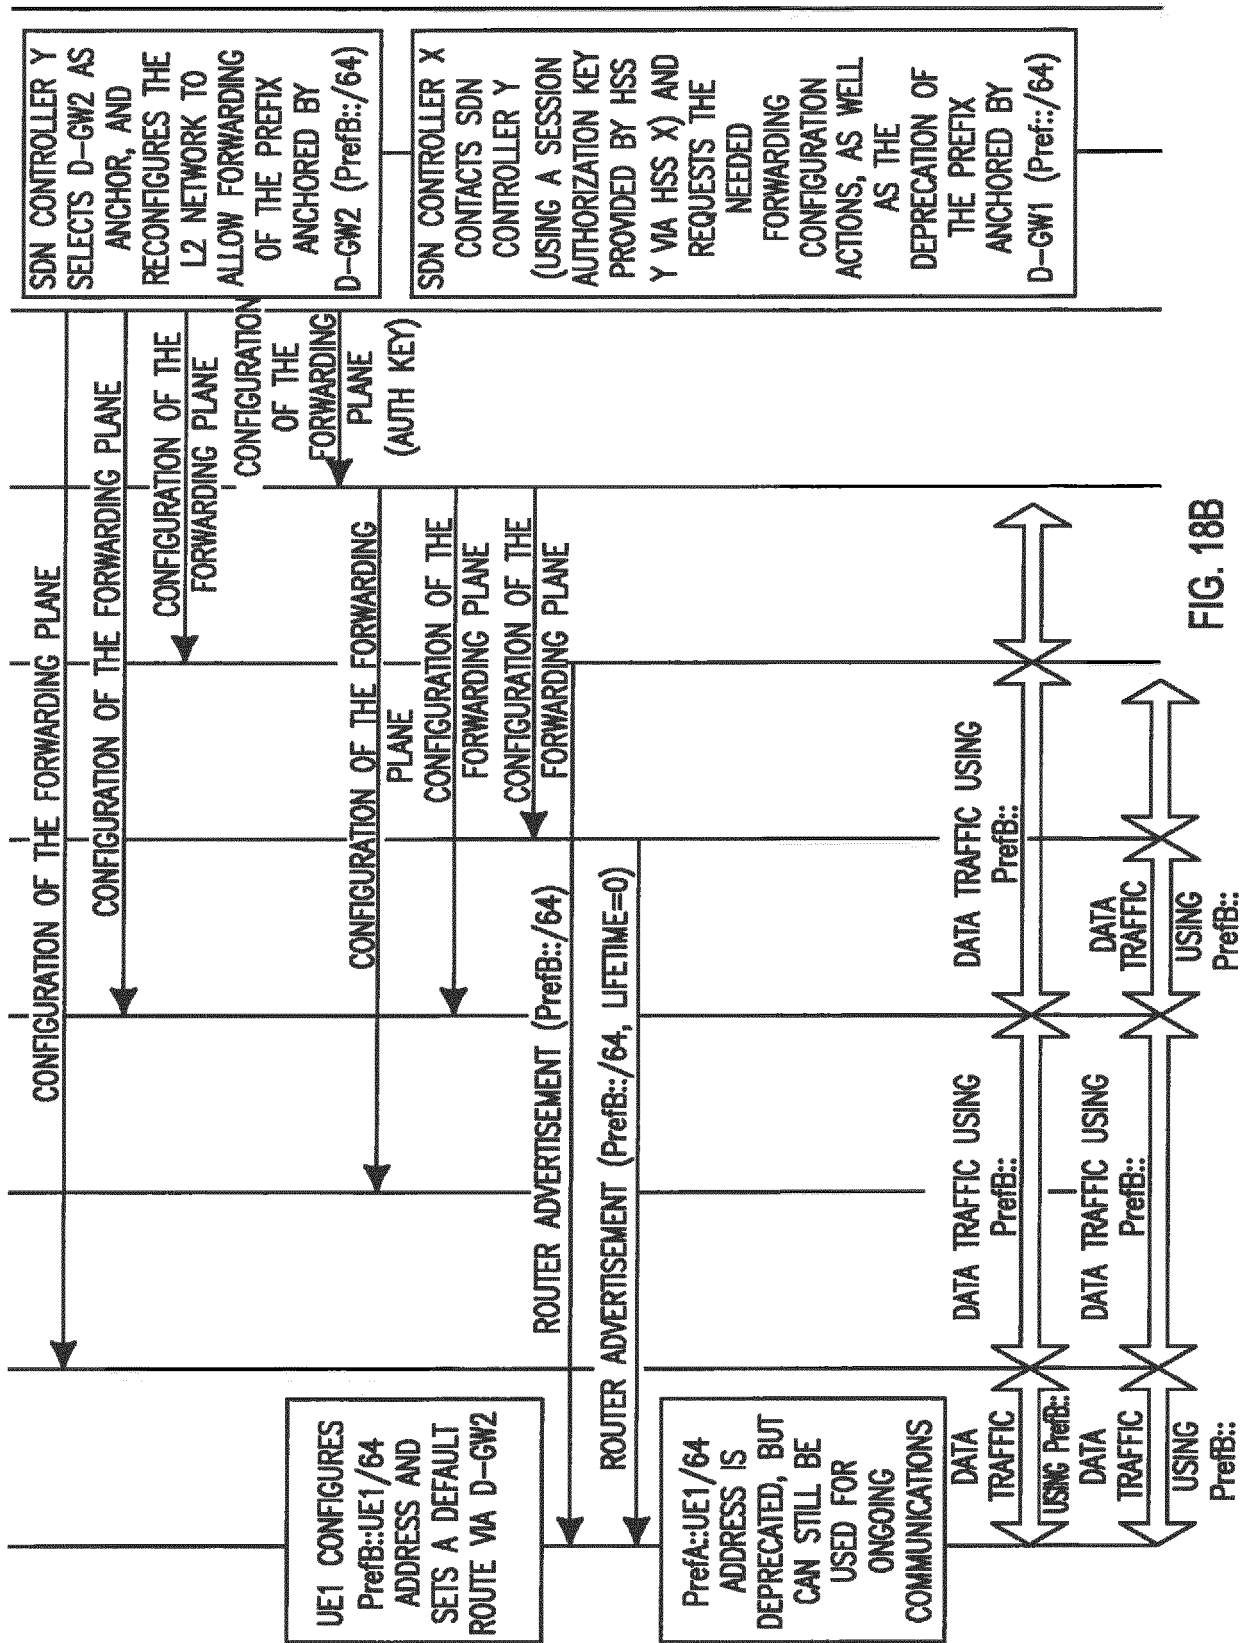 SDN CONTROLLER Y
SELECTS D-GW2 AS
ANCHOR, AND
RECONFIGURES THE
L2 NETWORK TO
ALLOW FORWARDING
OF THE PREFIX
ANCHORED BY
D-GW2 (PrefB::/64)
SDN CONTROLLER X
CONTACTS SDN
CONTROLLER Y
(USING A SESSION
AUTHORIZATION KEY
PROVIDED BY HSS
Y VIA HSS X) AND
REQUESTS THE
NEEDED
FORWARDING
CONFIGURATION
ACTIONS, AS WELL
AS THE
DEPRECATION OF
THE PREFIX
ANCHORED BY
D-GW1 (Pref::/64)
CONFIGURATION OF THE FORWARDING PLANE
CONFIGURATION OF THE FORWARDING PLANE
CONFIGURATION OF THE
FORWARDING PLANE
CONFIGURATION
OF THE
FORWARDING
PLANE
(AUTH KEY)
CONFIGURATION OF THE FORWARDING
PLANE
CONFIGURATION OF THE
FORWARDING PLANE
CONFIGURATION OF THE
FORWARDING PLANE
ROUTER ADVERTISEMENT (PrefB::/64)
ROUTER ADVERTISEMENT (PrefB::/64, LIFETIME=0)
UE1 CONFIGURES
PrefB::UE1/64
ADDRESS AND
SETS A DEFAULT
ROUTE VIA D-GW2
PrefA::UE1/64
ADDRESS IS
DEPRECATED, BUT
CAN STILL BE
USED FOR
ONGOING
COMMUNICATIONS
DATA
TRAFFIC
USING PrefB::
DATA TRAFFIC USING
PrefB::
DATA TRAFFIC USING
PrefB::
DATA
TRAFFIC
USING
PrefB::
DATA TRAFFIC USING
PrefB::
DATA
TRAFFIC
USING
PrefB::
FIG. 18B